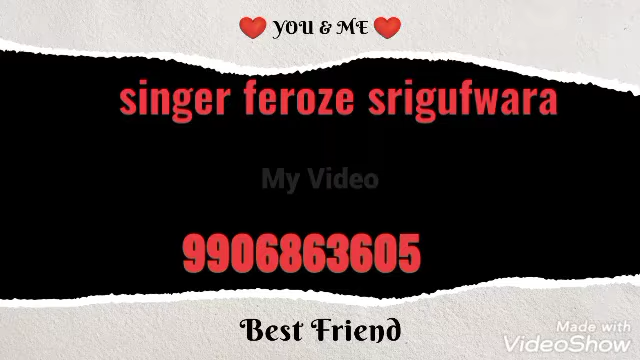 ❤️ YOU & ME ❤️
singer feroze srigufwara
My Video
9906863605
Best Friend
Made with
VideoShow